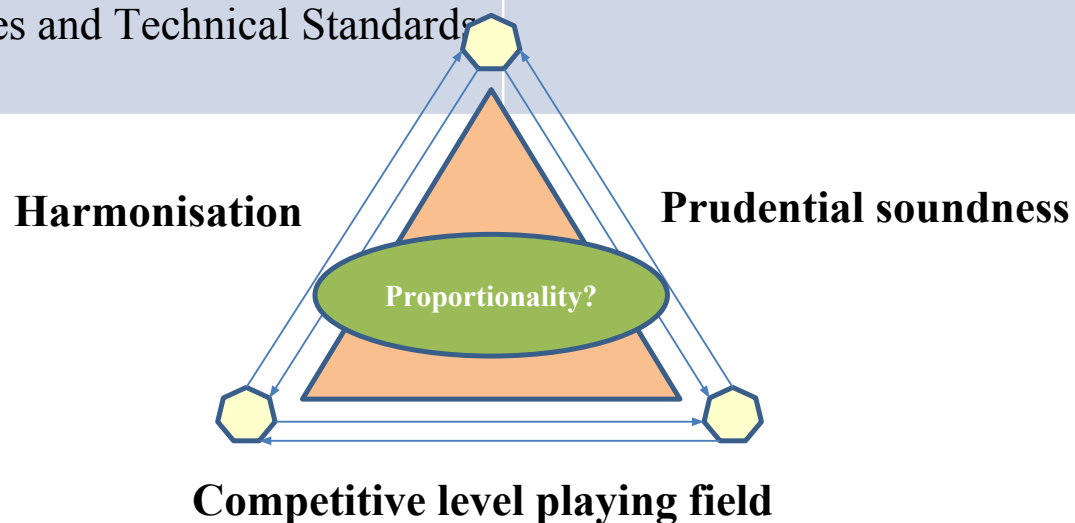 es and Technical Standards
Harmonisation
Prudential soundness
Proportionality?
Competitive level playing field